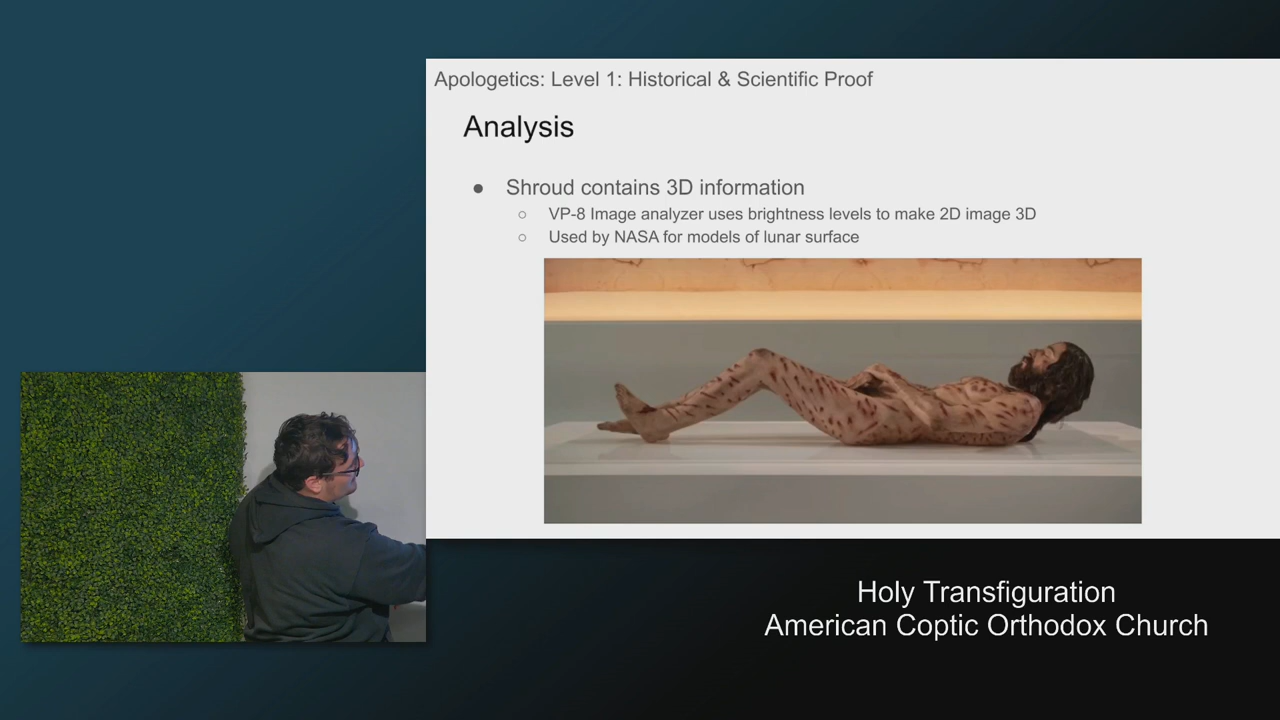 Apologetics: Level 1: Historical & Scientific Proof
Analysis
● Shroud contains 3D information
○ VP-8 Image analyzer uses brightness levels to make 2D image 3D
○ Used by NASA for models of lunar surface
Holy Transfiguration
American Coptic Orthodox Church